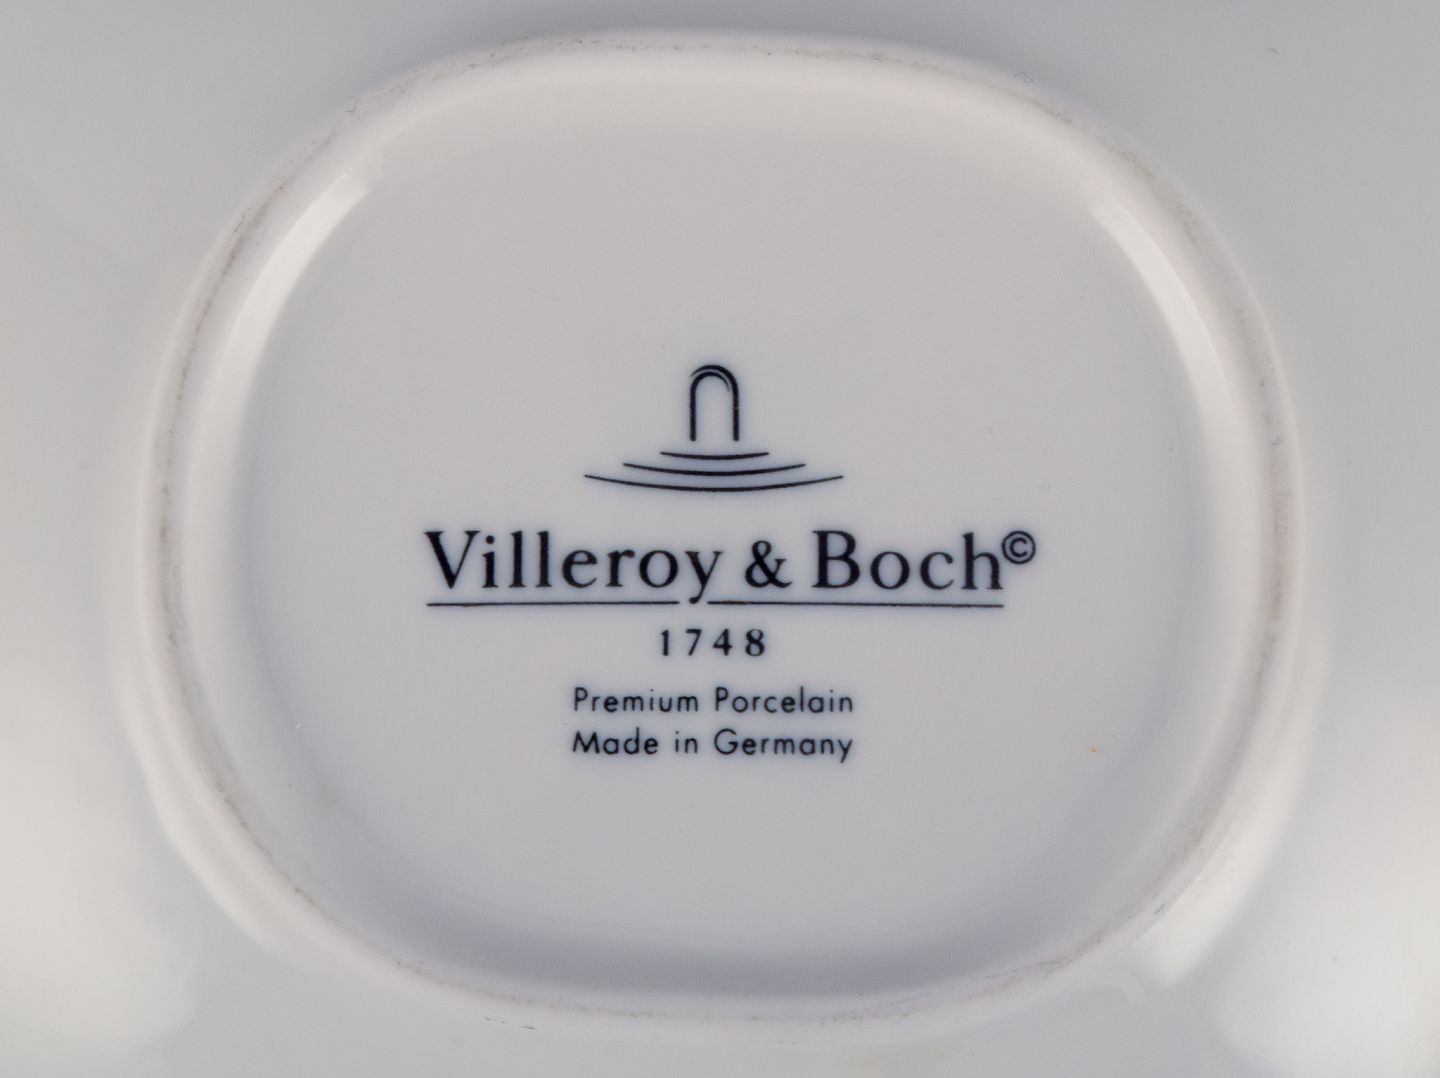 Villeroy & Boch©
1748
Premium Porcelain
Made in Germany